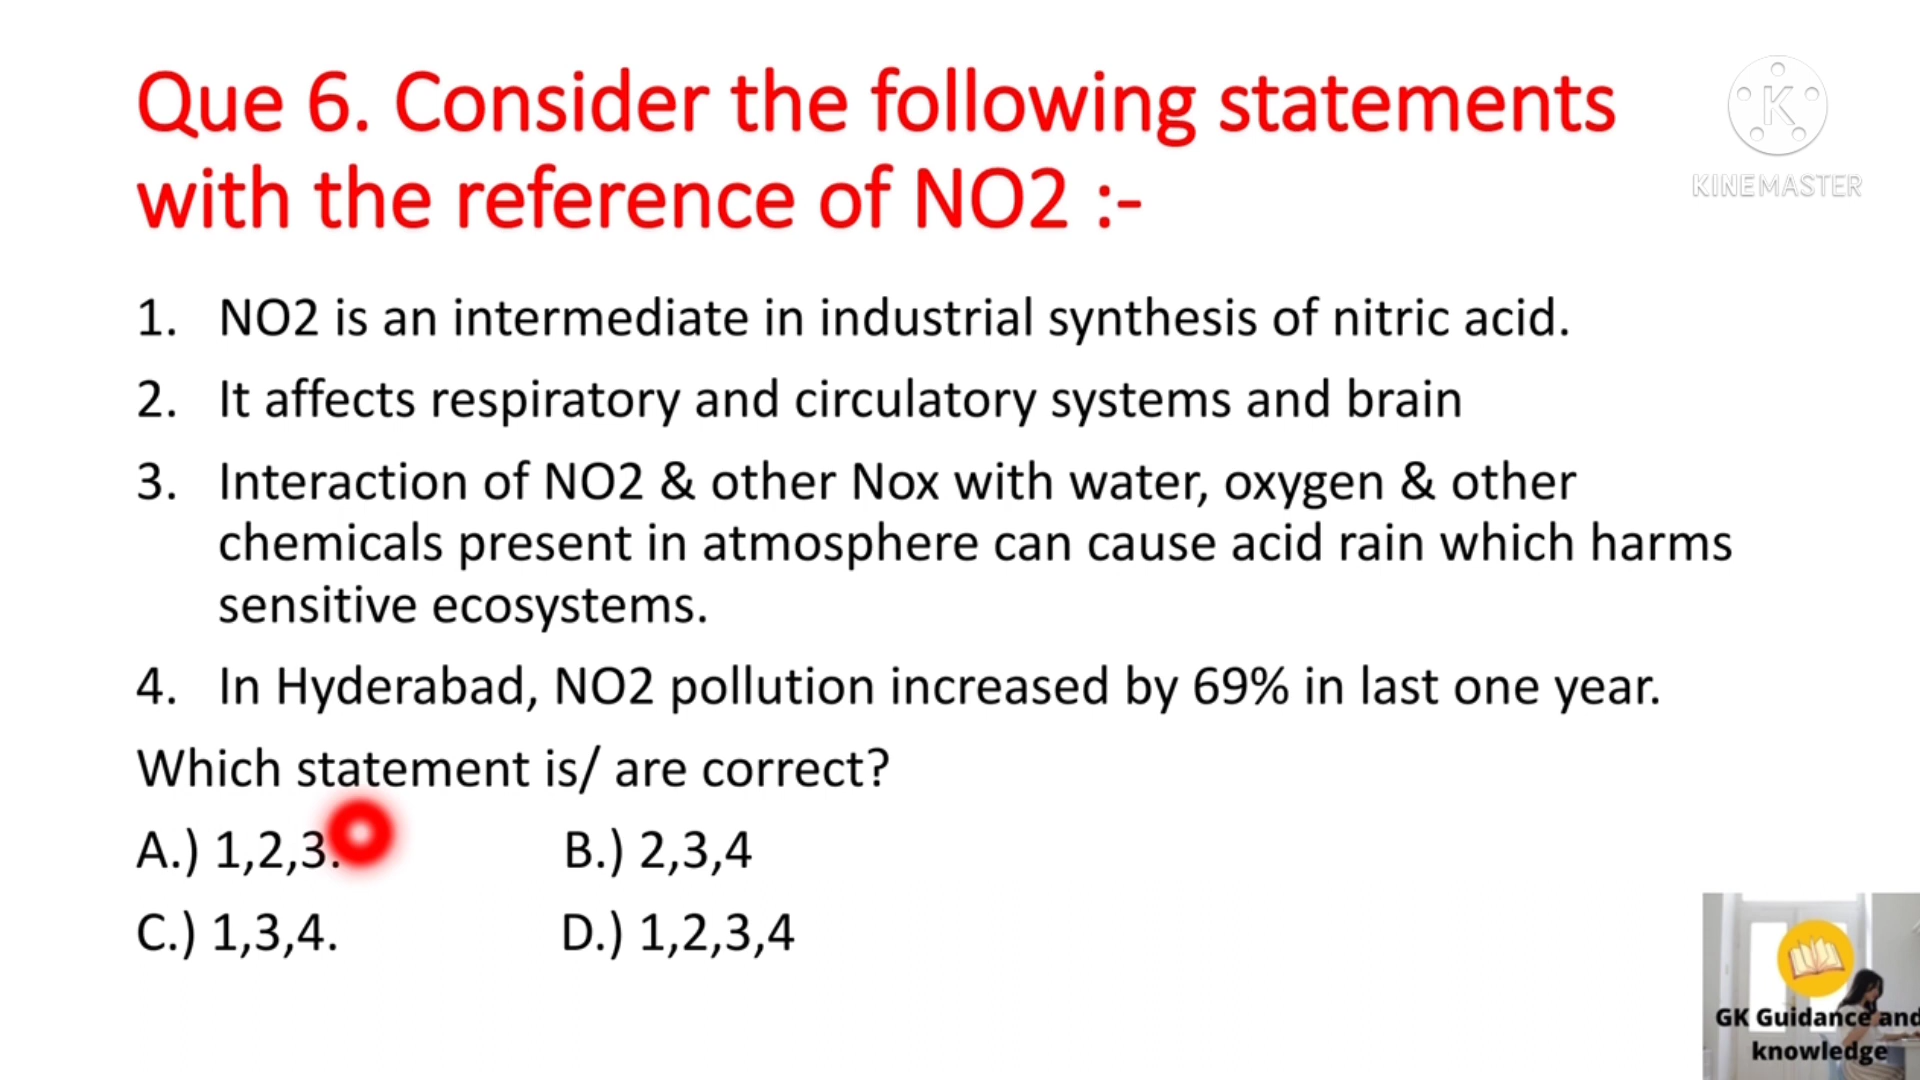 Que 6. Consider the following statements
with the reference of NO2 :-
K
KINEMASTER
1. NO2 is an intermediate in industrial synthesis of nitric acid.
2. It affects respiratory and circulatory systems and brain
3. Interaction of NO2 & other Nox with water, oxygen & other
chemicals present in atmosphere can cause acid rain which harms
sensitive ecosystems.
4. In Hyderabad, NO2 pollution increased by 69% in last one year.
Which statement is/ are correct?
A.) 1,2,3. B.) 2,3,4
C.) 1,3,4. D.) 1,2,3,4
GK Guidance and
knowledge